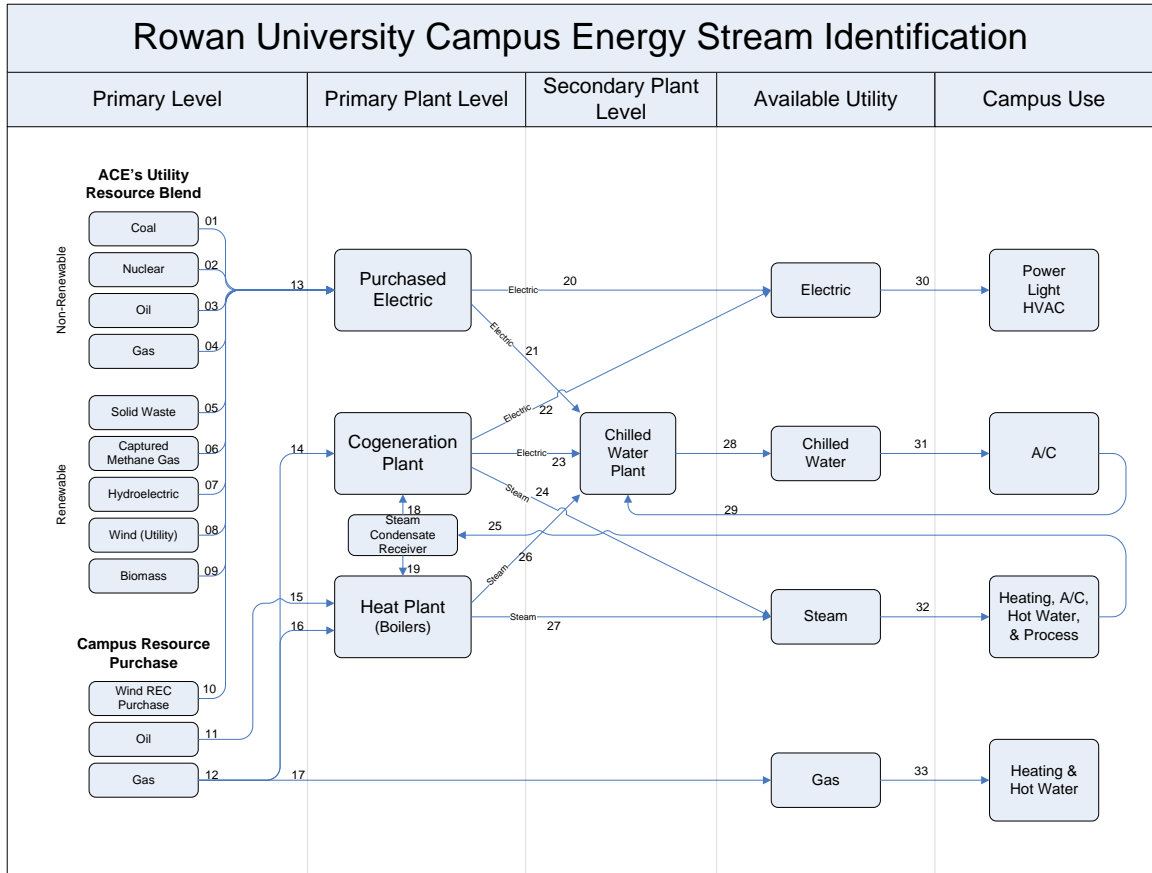 Rowan University Campus Energy Stream Identification
Primary Level
Primary Plant Level
Secondary Plant
Level
Available Utility
Campus Use
ACE's Utility
Resource Blend
Non-Renewable
Coal
01
Nuclear
02
Oil
03
Gas
04
Renewable
Solid Waste
05
Captured
Methane Gas
06
Hydroelectric
07
Wind (Utility)
08
Biomass
09
Campus Resource
Purchase
Wind REC
Purchase
10
Oil
11
Gas
12
13
14
15
16
17
Purchased
Electric
Cogeneration
Plant
18
Steam
Condensate
Receiver
19
Heat Plant
(Boilers)
Electric
20
Electric
21
Electric
22
Electric
23
Steam
24
25
Steam
26
Steam
27
Chilled
Water
Plant
28
29
Electric
30
Chilled
Water
31
Steam
32
Gas
33
Power
Light
HVAC
A/C
Heating, A/C,
Hot Water,
& Process
Heating &
Hot Water